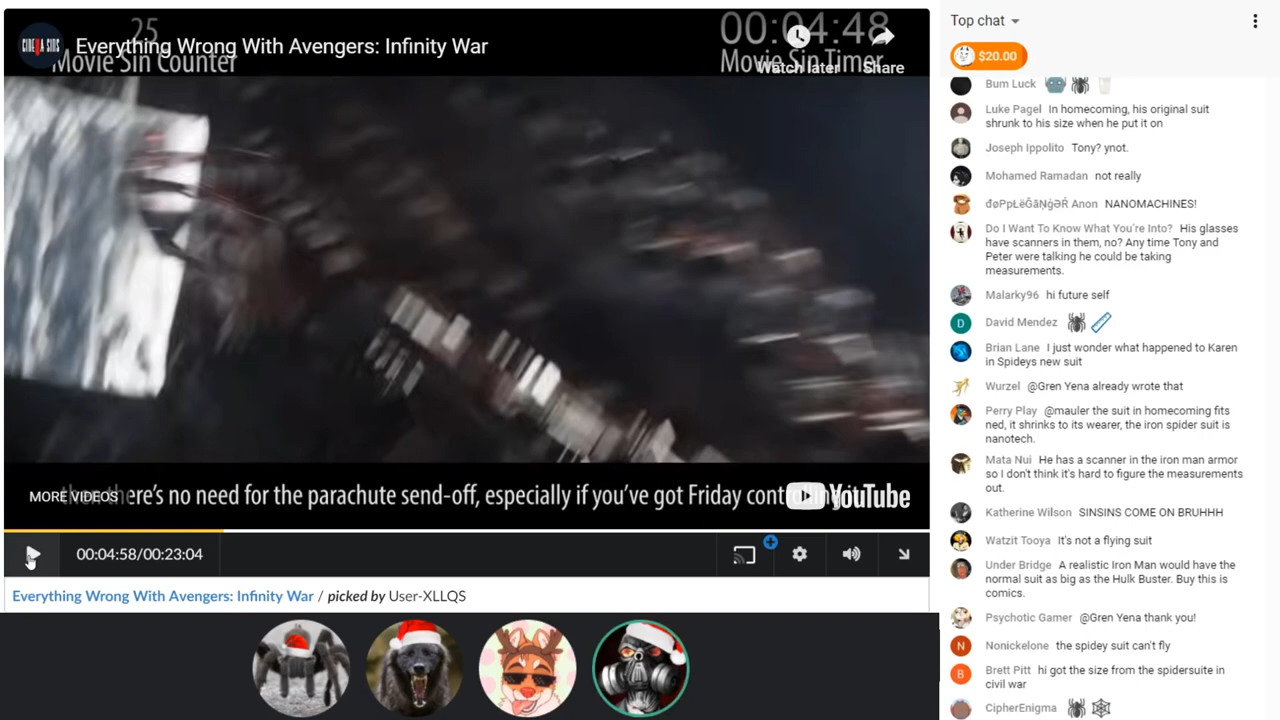 25
Movie Sin Counter
Everything Wrong With Avengers: Infinity War
00:04:48
Movie Sin Timer
Watch later
Share
CINEMA SINS
MORE VIDEOS
there's no need for the parachute send-off, especially if you've got Friday
YouTube
00:04:58/00:23:04
Everything Wrong With Avengers: Infinity War / picked by User-XLLQS
Top chat
$20.00
Bum Luck
Luke Pagel In homecoming, his original suit
shrunk to his size when he put it on
Joseph Ippolito Tony? ynot.
Mohamed Ramadan not really
Anon NANOMACHINES!
Do I Want To Know What You're Into? His glasses
have scanners in them, no? Any time Tony and
Peter were talking he could be taking
measurements.
Malarky96 hi future self
D
David Mendez
Brian Lane I just wonder what happened to Karen
in Spideys new suit
Wurzel @Gren Yena already wrote that
Perry Play @mauler the suit in homecoming fits
ned, it shrinks to its wearer, the iron spider suit is
nanotech.
Mata Nui He has a scanner in the iron man armor
so I don't think it's hard to figure the measurements
out.
Katherine Wilson SINSINS COME ON BRUHHH
Watzit Tooya It's not a flying suit
Under Bridge A realistic Iron Man would have the
normal suit as big as the Hulk Buster. Buy this is
comics.
Psychotic Gamer @Gren Yena thank you!
N
Nonickelone the spidey suit can't fly
B
Brett Pitt hi got the size from the spidersuite in
civil war
CipherEnigma